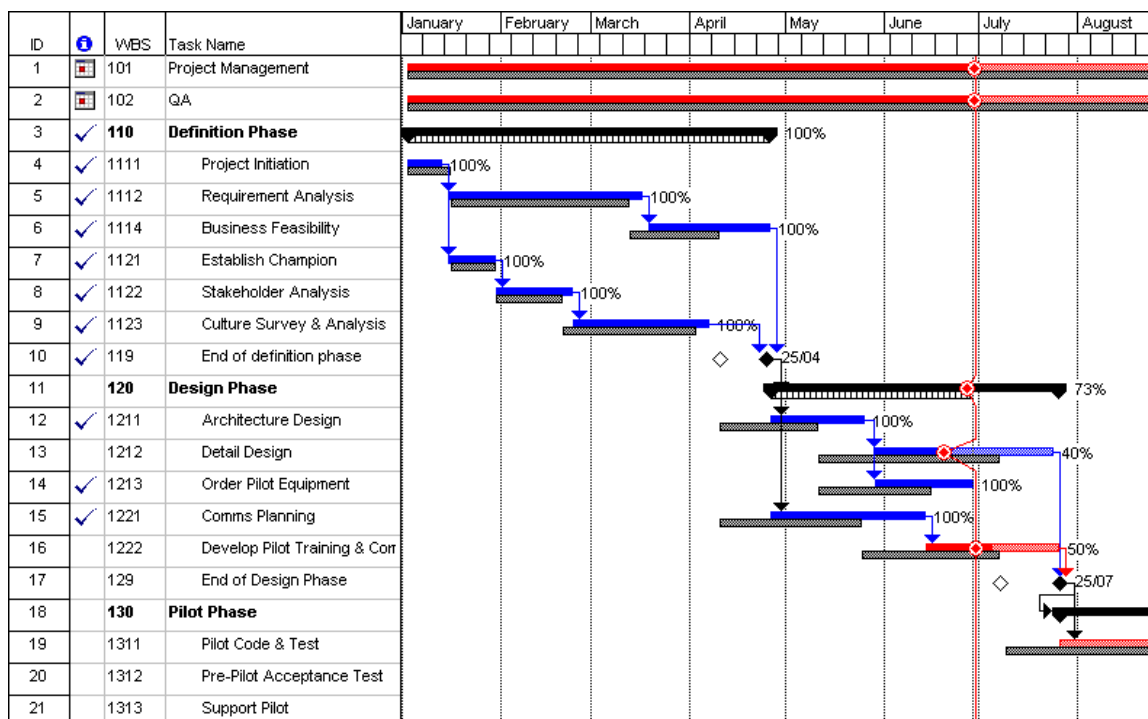 January February March April May June July August
ID WBS Task Name
1 101 Project Management
2 102 QA
3 110 Definition Phase 100%
4 1111 Project Initiation 100%
5 1112 Requirement Analysis 100%
6 1114 Business Feasibility 100%
7 1121 Establish Champion 100%
8 1122 Stakeholder Analysis 100%
9 1123 Culture Survey & Analysis 100%
10 119 End of definition phase 25/04
11 120 Design Phase 73%
12 1211 Architecture Design 100%
13 1212 Detail Design 40%
14 1213 Order Pilot Equipment 100%
15 1221 Comms Planning 100%
16 1222 Develop Pilot Training & Com 50%
17 129 End of Design Phase 25/07
18 130 Pilot Phase
19 1311 Pilot Code & Test
20 1312 Pre-Pilot Acceptance Test
21 1313 Support Pilot